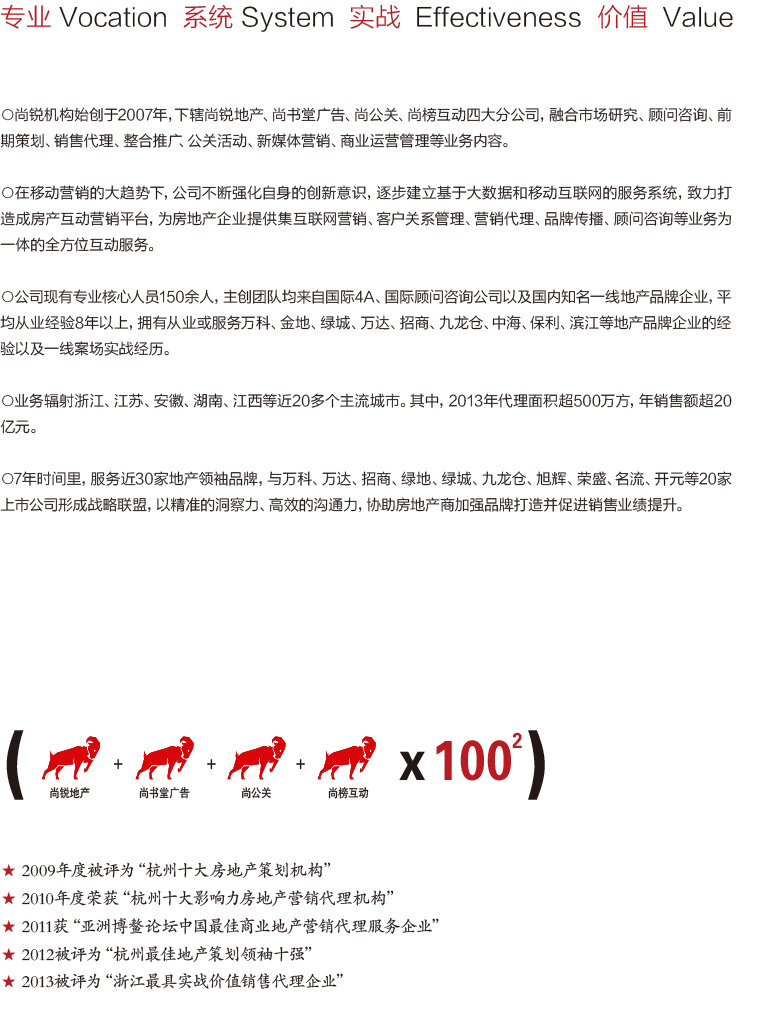 专业 Vocation 系统 System 实战 Effectiveness 价值 Value
○尚锐机构始创于2007年，下辖尚锐地产、尚书堂广告、尚公关、尚榜互动四大分公司，融合市场研究、顾问咨询、前
期策划、销售代理、整合推广、公关活动、新媒体营销、商业运营管理等业务内容。
○在移动营销的大趋势下，公司不断强化自身的创新意识，逐步建立基于大数据和移动互联网的服务系统，致力打
造成房产互动营销平台，为房地产企业提供集互联网营销、客户关系管理、营销代理、品牌传播、顾问咨询等业务为
一体的全方位互动服务。
○公司现有专业核心人员150余人，主创团队均来自国际4A、国际顾问咨询公司以及国内知名一线地产品牌企业，平
均从业经验8年以上，拥有从业或服务万科、金地、绿城、万达、招商、九龙仓、中海、保利、滨江等地产品牌企业的经
验以及一线案场实战经历。
○业务辐射浙江、江苏、安徽、湖南、江西等近20多个主流城市。其中，2013年代理面积超500万方，年销售额超20
亿元。
○7年时间里，服务近30家地产领袖品牌，与万科、万达、招商、绿地、绿城、九龙仓、旭辉、荣盛、名流、开元等20家
上市公司形成战略联盟，以精准的洞察力、高效的沟通力，协助房地产商加强品牌打造并促进销售业绩提升。
( + + + x 100² )
尚锐地产 尚书堂广告 尚公关 尚榜互动
★ 2009年度被评为“杭州十大房地产策划机构”
★ 2010年度荣获“杭州十大影响力房地产营销代理机构”
★ 2011获“亚洲博鳌论坛中国最佳商业地产营销代理服务企业”
★ 2012被评为“杭州最佳地产策划领袖十强”
★ 2013被评为“浙江最具实战价值销售代理企业”